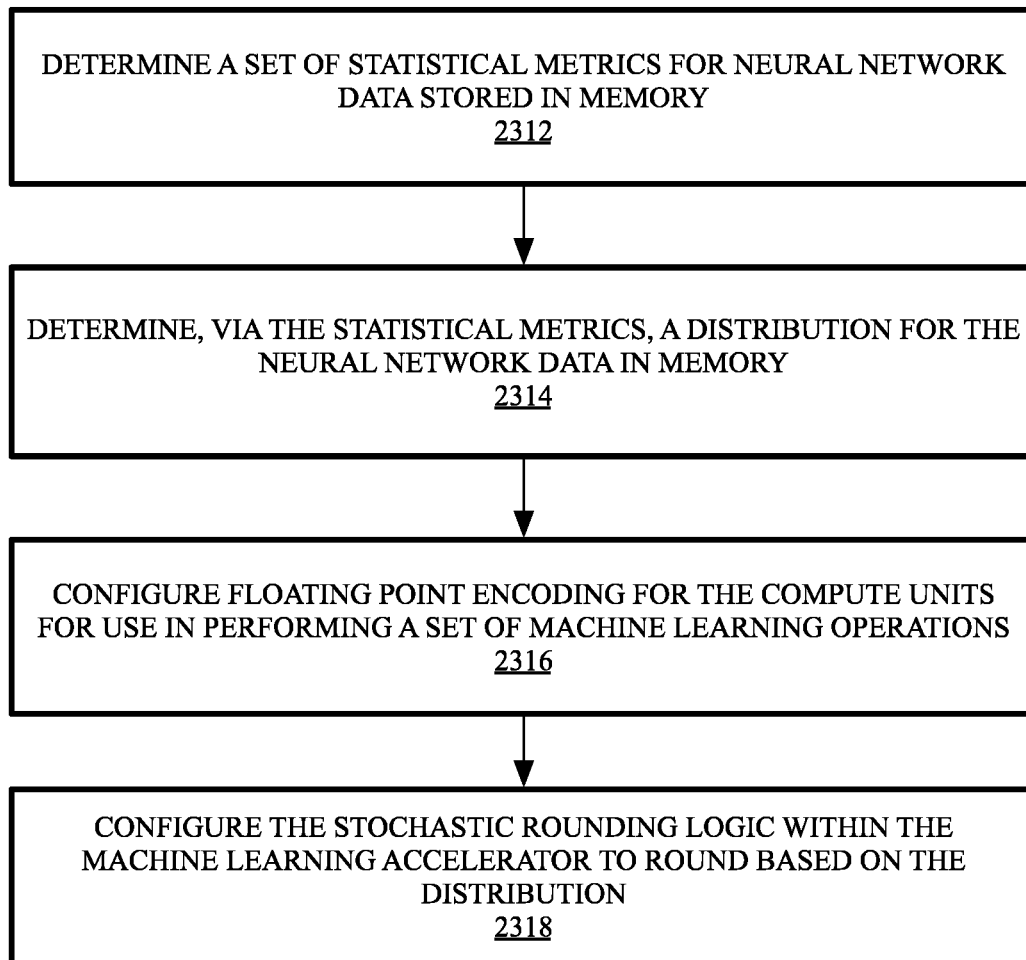 DETERMINE A SET OF STATISTICAL METRICS FOR NEURAL NETWORK
DATA STORED IN MEMORY
2312
DETERMINE, VIA THE STATISTICAL METRICS, A DISTRIBUTION FOR THE
NEURAL NETWORK DATA IN MEMORY
2314
CONFIGURE FLOATING POINT ENCODING FOR THE COMPUTE UNITS
FOR USE IN PERFORMING A SET OF MACHINE LEARNING OPERATIONS
2316
CONFIGURE THE STOCHASTIC ROUNDING LOGIC WITHIN THE
MACHINE LEARNING ACCELERATOR TO ROUND BASED ON THE
DISTRIBUTION
2318